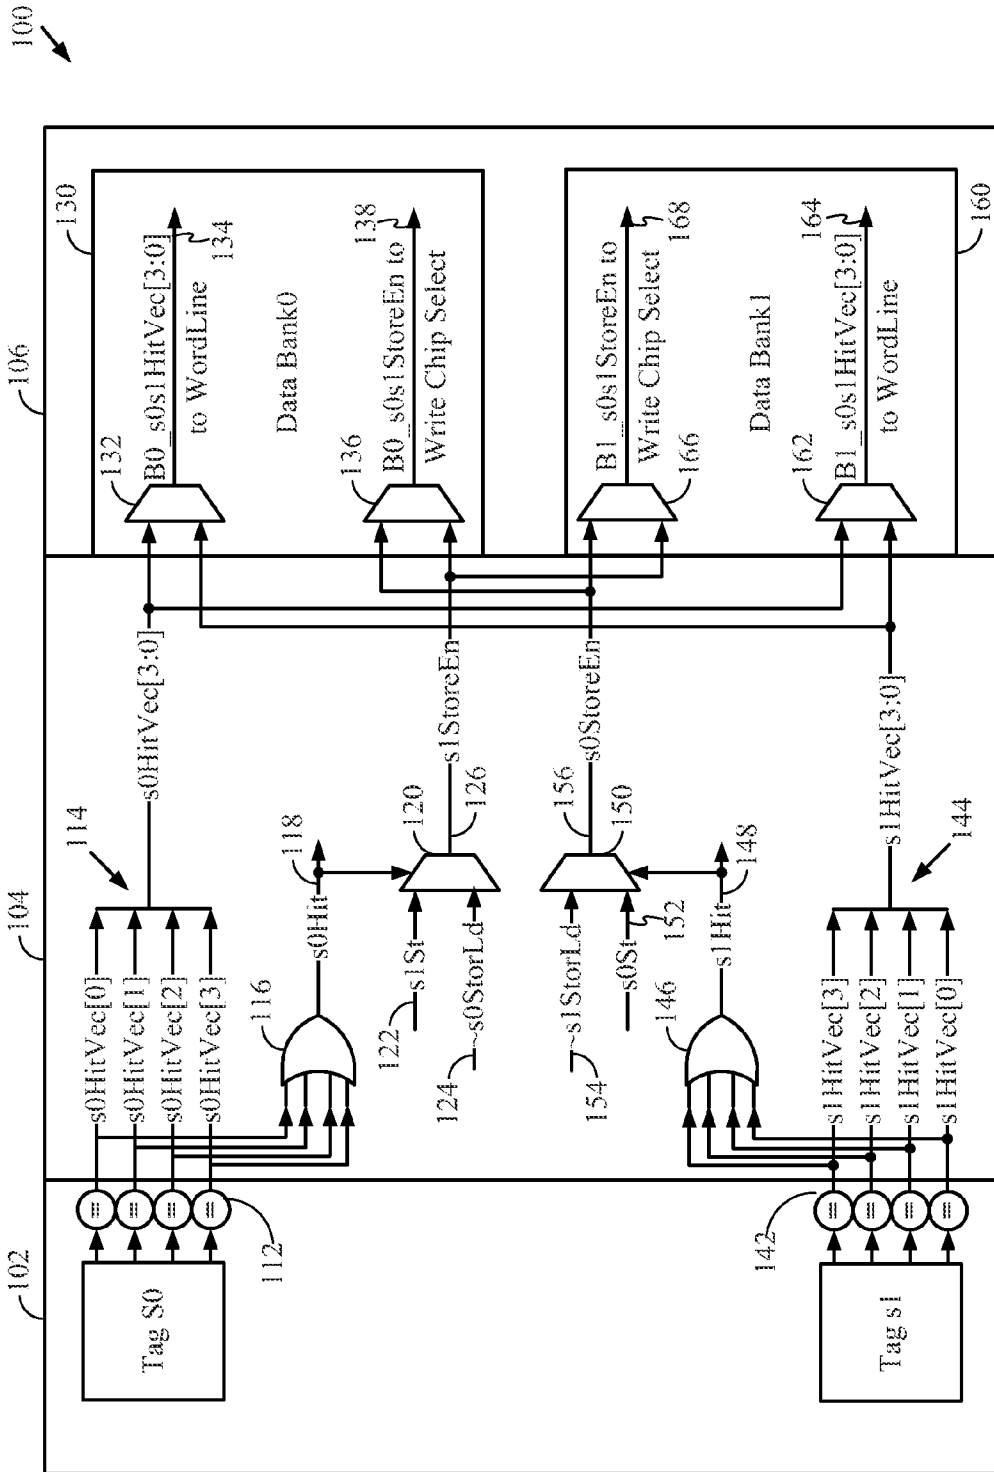 100
102
104
106
Tag S0
112
s0HitVec[0]
s0HitVec[1]
s0HitVec[2]
s0HitVec[3]
114
s0HitVec[3:0]
116
s0Hit
118
122
s1St
124
~s0StorLd
120
126
s1StoreEn
130
132
B0_s0s1HitVec[3:0]
to WordLine
134
Data Bank0
136
B0_s0s1StoreEn to
Write Chip Select
138
154
~s1StorLd
s0St
152
156
150
s0StoreEn
146
s1Hit
148
Tag s1
142
s1HitVec[3]
s1HitVec[2]
s1HitVec[1]
s1HitVec[0]
144
s1HitVec[3:0]
B1_s0s1StoreEn to
Write Chip Select
168
166
Data Bank1
162
B1_s0s1HitVec[3:0]
to WordLine
164
160
=
=
=
=
=
=
=
=